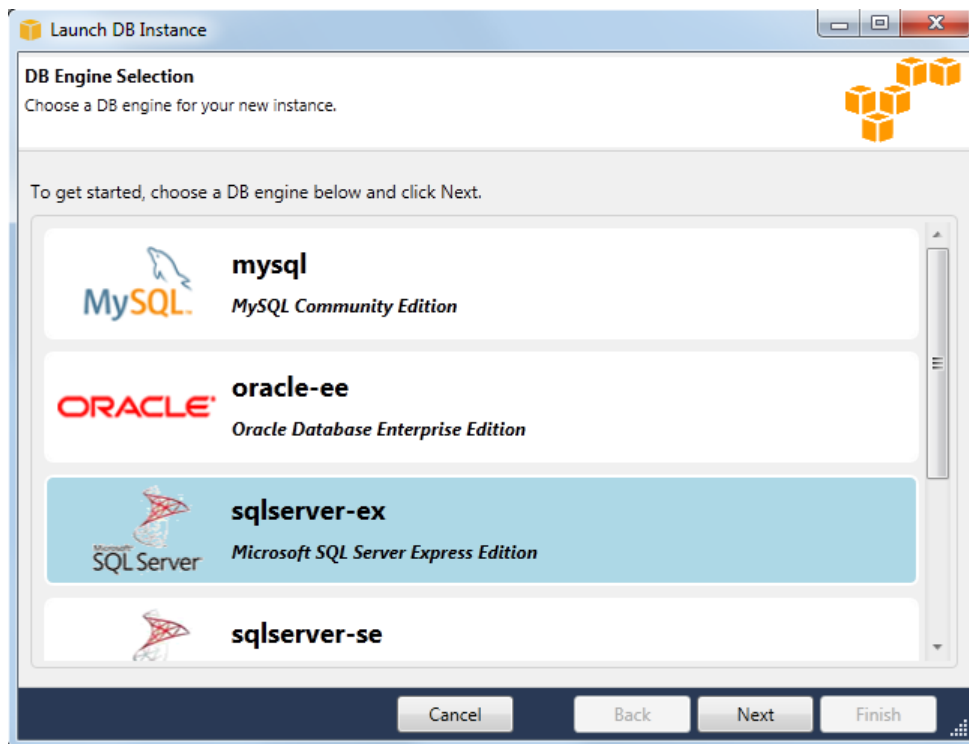 Launch DB Instance
DB Engine Selection
Choose a DB engine for your new instance.
To get started, choose a DB engine below and click Next.
MySQL™
mysql
MySQL Community Edition
ORACLE®
oracle-ee
Oracle Database Enterprise Edition
Microsoft
SQL Server
sqlserver-ex
Microsoft SQL Server Express Edition
sqlserver-se
Cancel
Back
Next
Finish